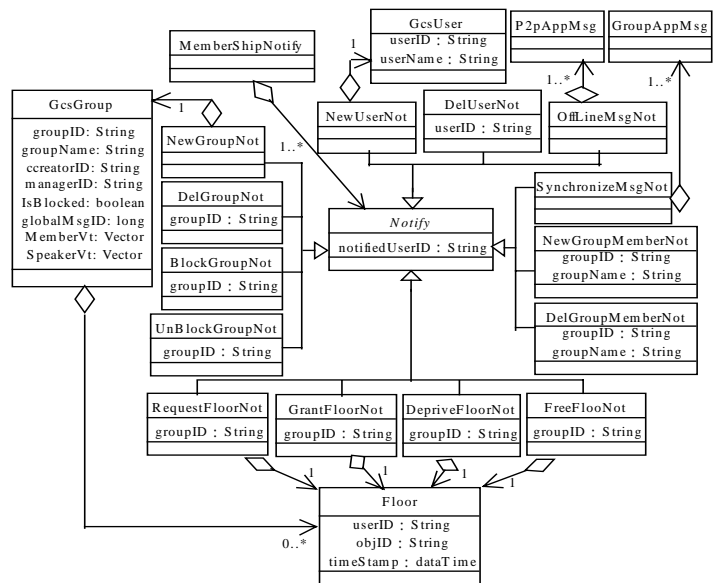 GcsUser
userID : String
userName : String
P2pAppMsg
GroupAppMsg
MemberShipNotify
1
1..*
1..*
GcsGroup
groupID: String
groupName: String
ccreatorID: String
managerID: String
IsBlocked: boolean
globalMsgID: long
MemberVt: Vector
SpeakerVt: Vector
1
NewGroupNot
1..*
NewUserNot
DelUserNot
userID : String
OffLineMsgNot
DelGroupNot
groupID : String
BlockGroupNot
groupID : String
UnBlockGroupNot
groupID : String
Notify
notifiedUserID : String
SynchronizeMsgNot
NewGroupMemberNot
groupID : String
groupName : String
DelGroupMemberNot
groupID : String
groupName : String
RequestFloorNot
groupID : String
GrantFloorNot
groupID : String
DepriveFloorNot
groupID : String
FreeFlooNot
groupID : String
1
1
1
1
Floor
userID : String
objID : String
timeStamp : dataTime
0..*